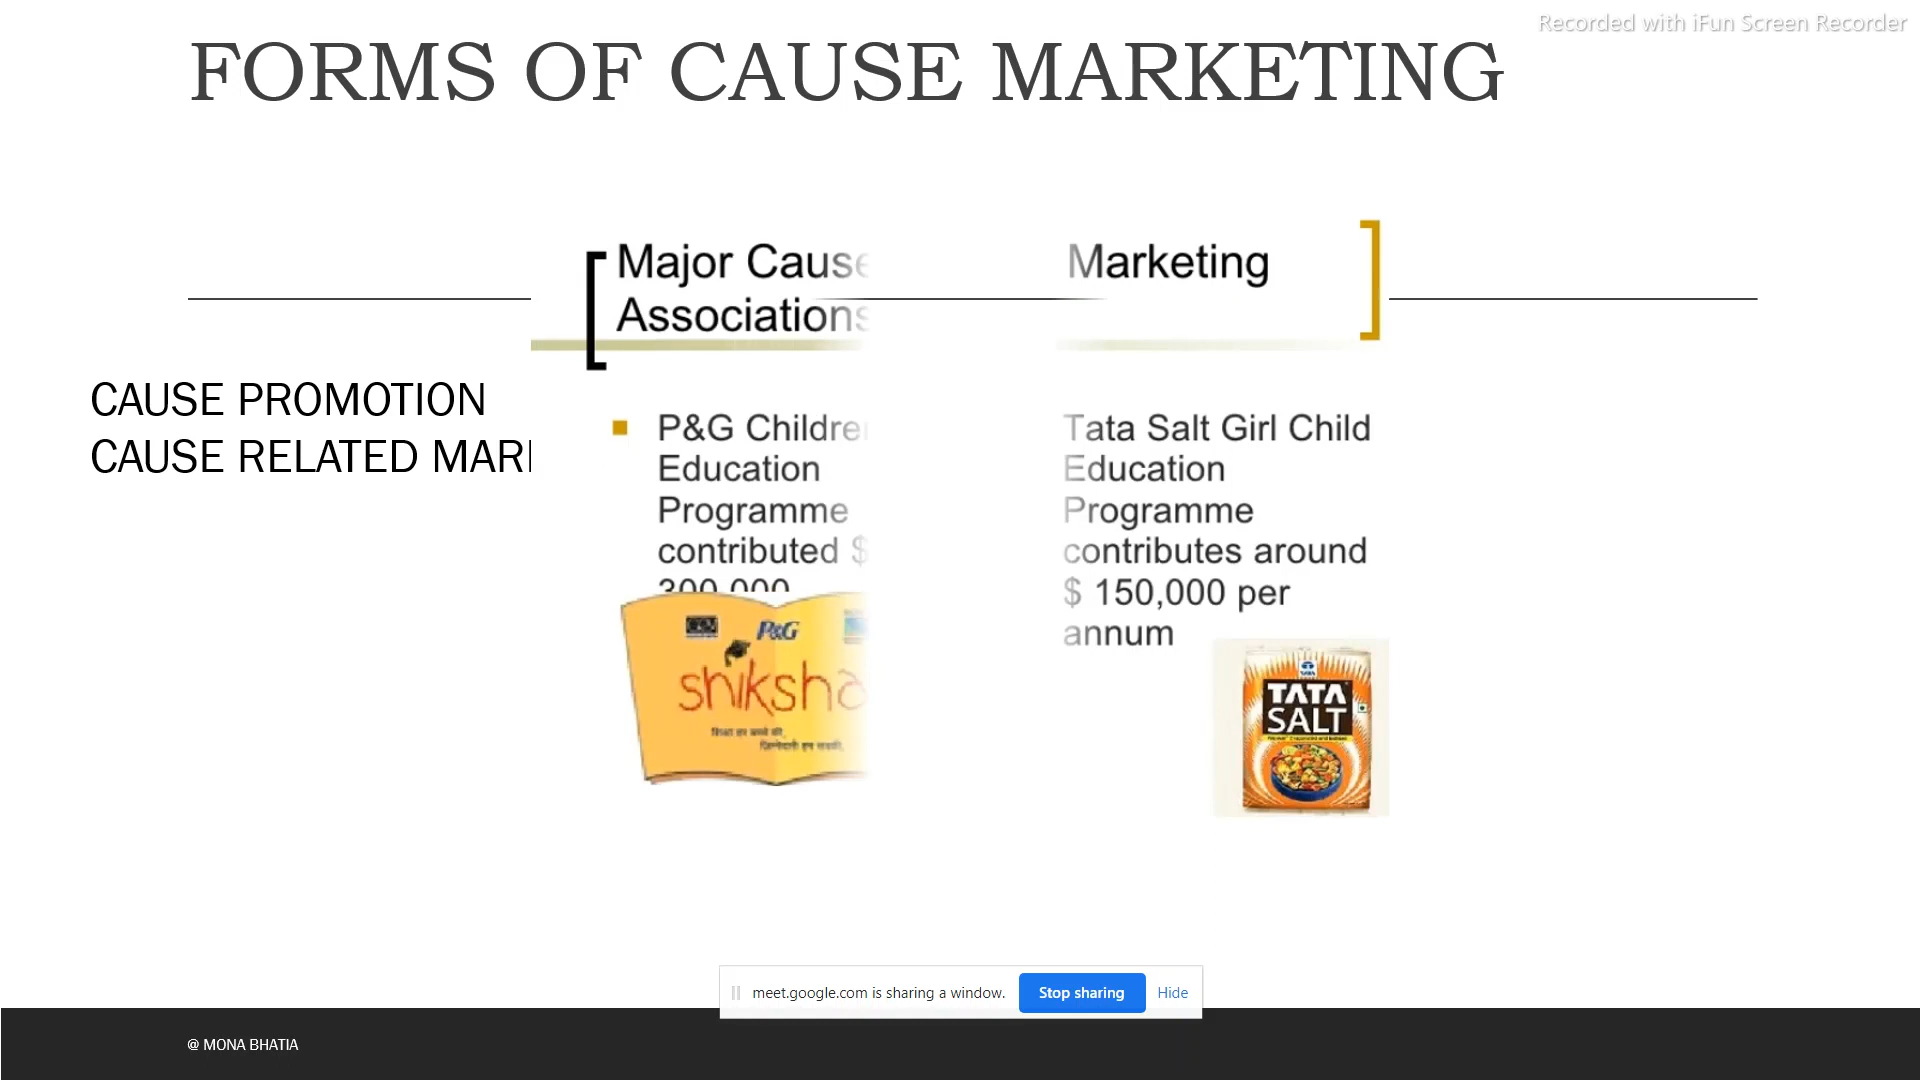 Recorded with iFun Screen Recorder
FORMS OF CAUSE MARKETING
Major Cause Marketing
Associations
CAUSE PROMOTION
CAUSE RELATED MAR
P&G Childre
Education
Programme
contributed $
300,000
P&G
shiksha
Tata Salt Girl Child
Education
Programme
contributes around
$ 150,000 per
annum
TATA
TATA
SALT
meet.google.com is sharing a window.
Stop sharing
Hide
@ MONA BHATIA